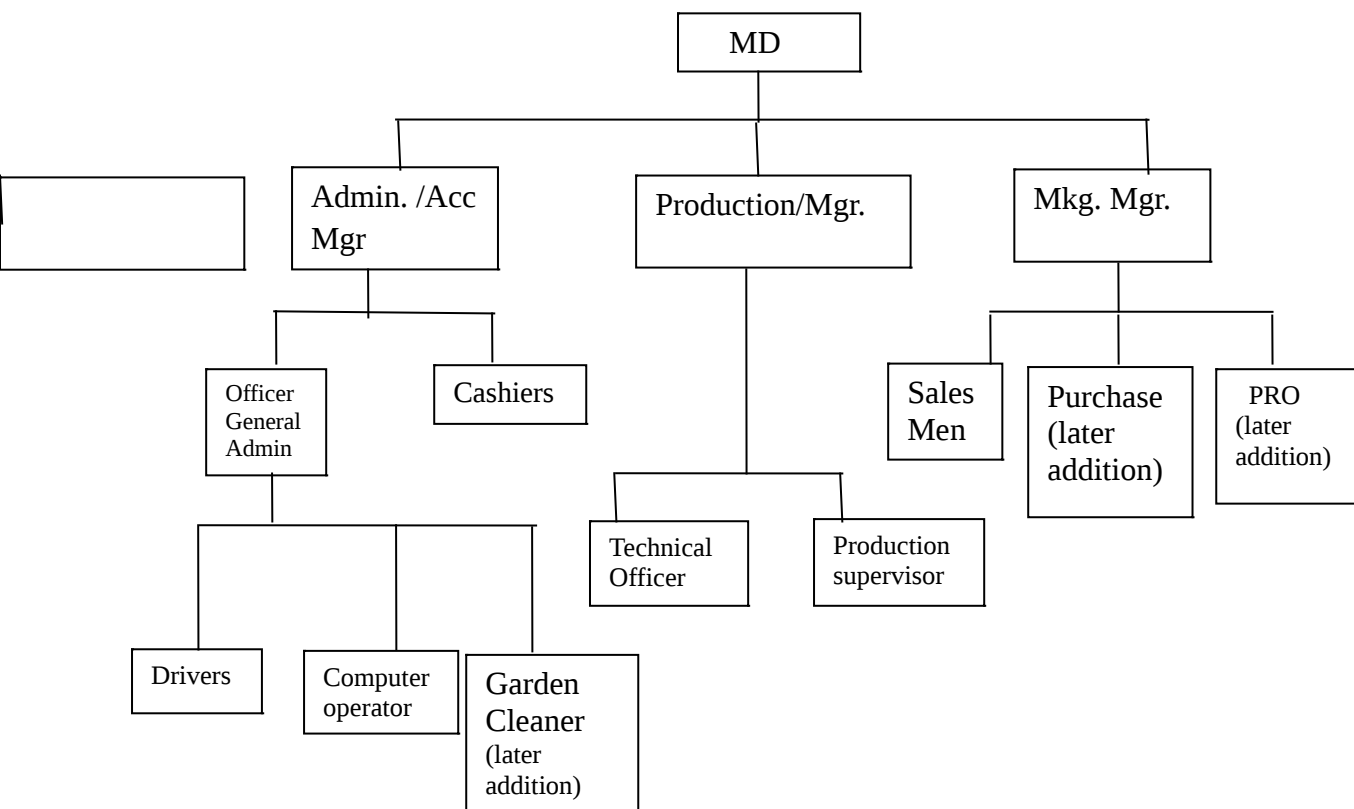 MD
Admin. /Acc
Mgr
Production/Mgr.
Mkg. Mgr.
Officer
General
Admin
Cashiers
Sales
Men
Purchase
(later
addition)
PRO
(later
addition)
Technical
Officer
Production
supervisor
Drivers
Computer
operator
Garden
Cleaner
(later
addition)